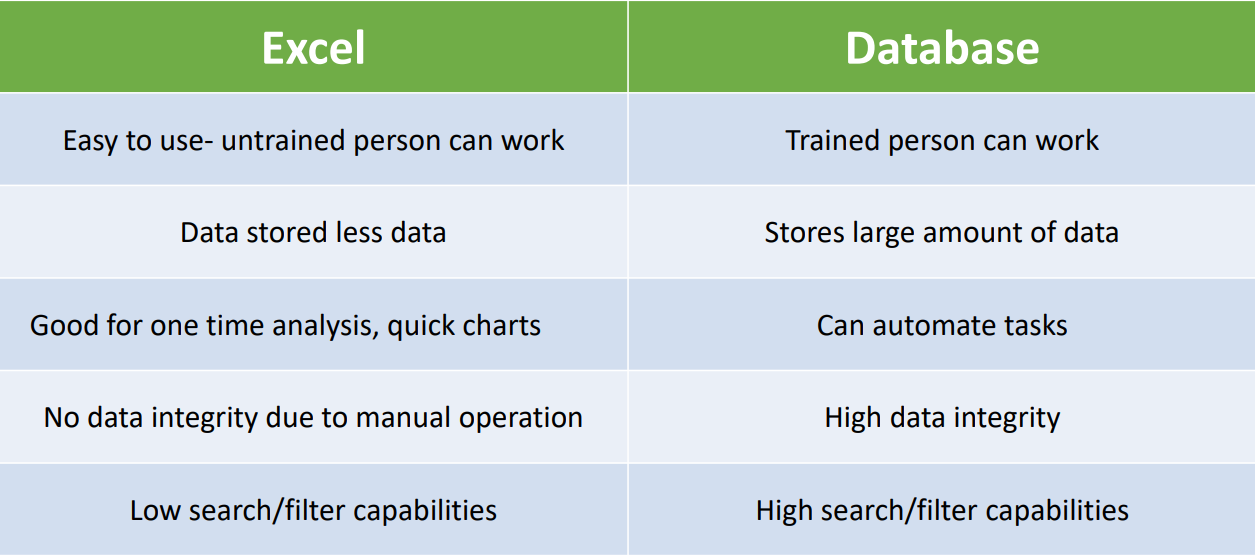 Excel
Database
Easy to use- untrained person can work
Trained person can work
Data stored less data
Stores large amount of data
Good for one time analysis, quick charts
Can automate tasks
No data integrity due to manual operation
High data integrity
Low search/filter capabilities
High search/filter capabilities